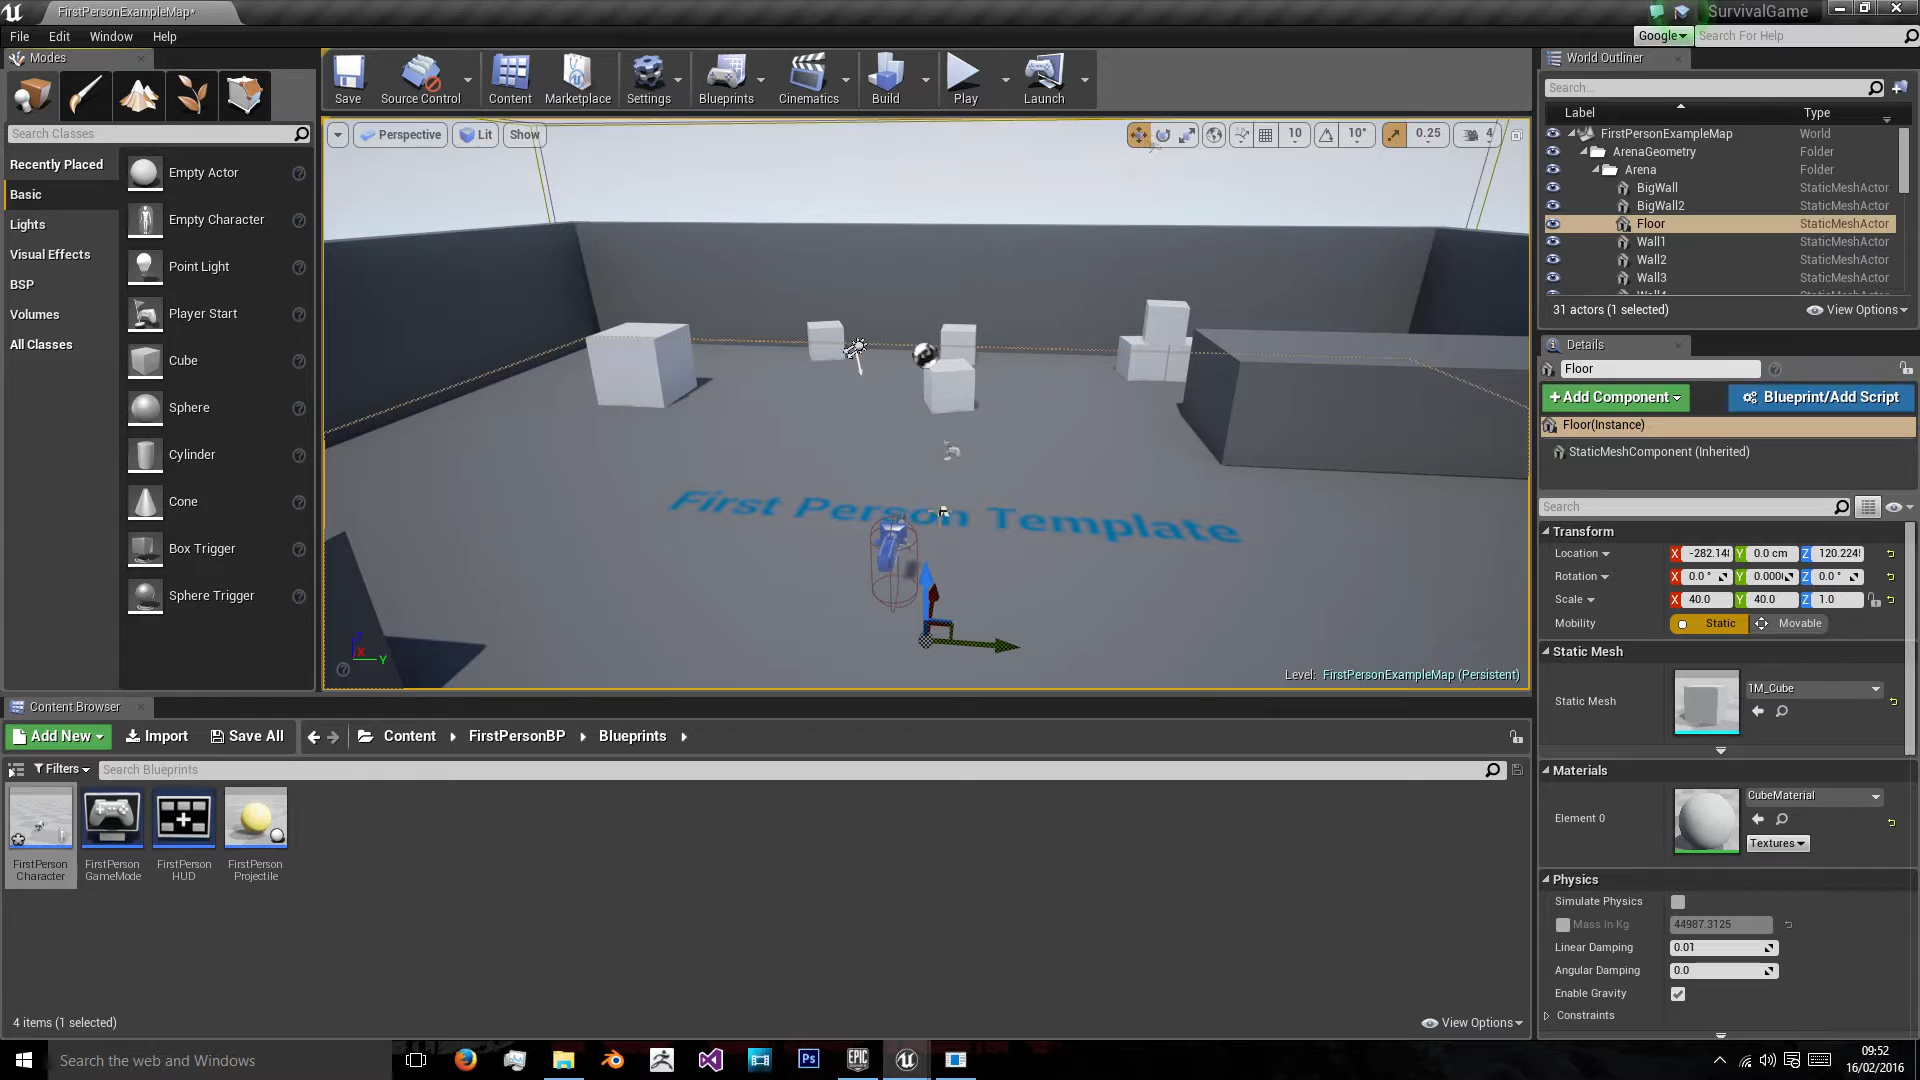 FirstPersonExampleMap*
SurvivalGame
File Edit Window Help
Google Search For Help
Modes
Save Source Control Content Marketplace Settings Blueprints Cinematics Build Play Launch
World Outliner
Search...
Label Type
Search Classes
Perspective Lit Show
10 10° 0.25 4
FirstPersonExampleMap World
ArenaGeometry Folder
Arena Folder
BigWall StaticMeshActor
BigWall2 StaticMeshActor
Floor StaticMeshActor
Wall1 StaticMeshActor
Wall2 StaticMeshActor
Wall3 StaticMeshActor
31 actors (1 selected) View Options
Recently Placed
Basic
Lights
Visual Effects
BSP
Volumes
All Classes
Empty Actor
Empty Character
Point Light
Player Start
Cube
Sphere
Cylinder
Cone
Box Trigger
Sphere Trigger
First Person Template
X Y
Level: FirstPersonExampleMap (Persistent)
Details
Floor
+Add Component Blueprint/Add Script
Floor(Instance)
StaticMeshComponent (Inherited)
Search
Transform
Location X -282.148 Y 0.0 cm Z 120.2245
Rotation X 0.0 ° Y 0.000 Z 0.0 °
Scale X 40.0 Y 40.0 Z 1.0
Mobility Static Movable
Static Mesh
Static Mesh 1M_Cube
Materials
Element 0 CubeMaterial
Textures
Physics
Simulate Physics
Mass in Kg 44987.3125
Linear Damping 0.01
Angular Damping 0.0
Enable Gravity
Constraints
Content Browser
Add New Import Save All Content FirstPersonBP Blueprints
Filters Search Blueprints
FirstPerson Character
FirstPerson GameMode
FirstPerson HUD
FirstPerson Projectile
4 items (1 selected) View Options
Search the web and Windows
Ps
EPIC GAMES
09:52
16/02/2016